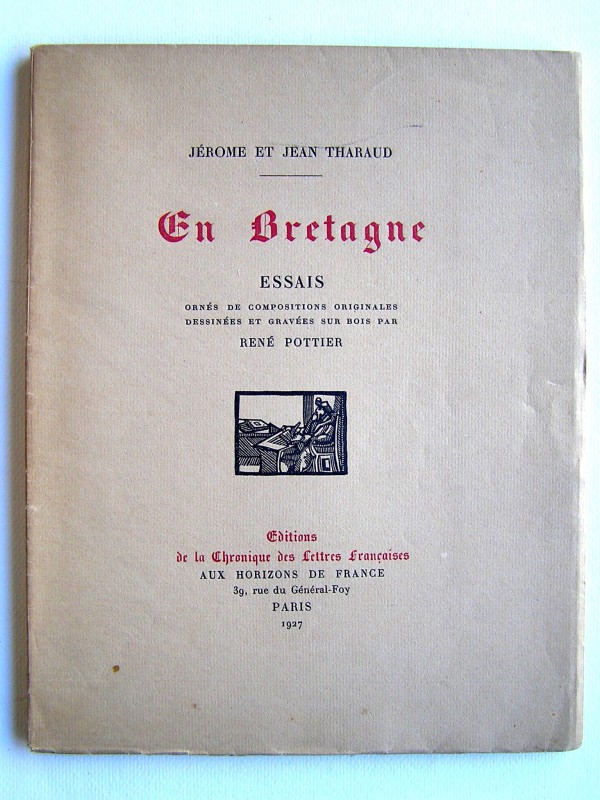 JÉROME ET JEAN THARAUD
En Bretagne
ESSAIS
ORNÉS DE COMPOSITIONS ORIGINALES
DESSINÉES ET GRAVÉES SUR BOIS PAR
RENÉ POTTIER
Editions
de la Chronique des Lettres Françaises
AUX HORIZONS DE FRANCE
39, rue du Général-Foy
PARIS
1927